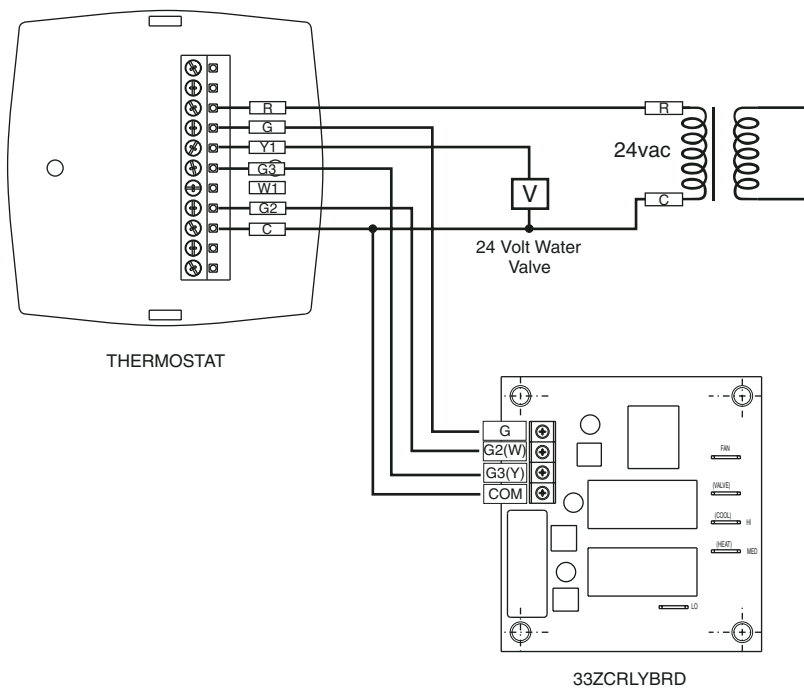 R
G
Y1
G3
W1
G2
C
R
24vac
C
V
24 Volt Water
Valve
THERMOSTAT
G
G2(W)
G3(Y)
COM
FAN
(VALVE)
(COOL)
HI
(HEAT)
MED
LO
33ZCRLYBRD